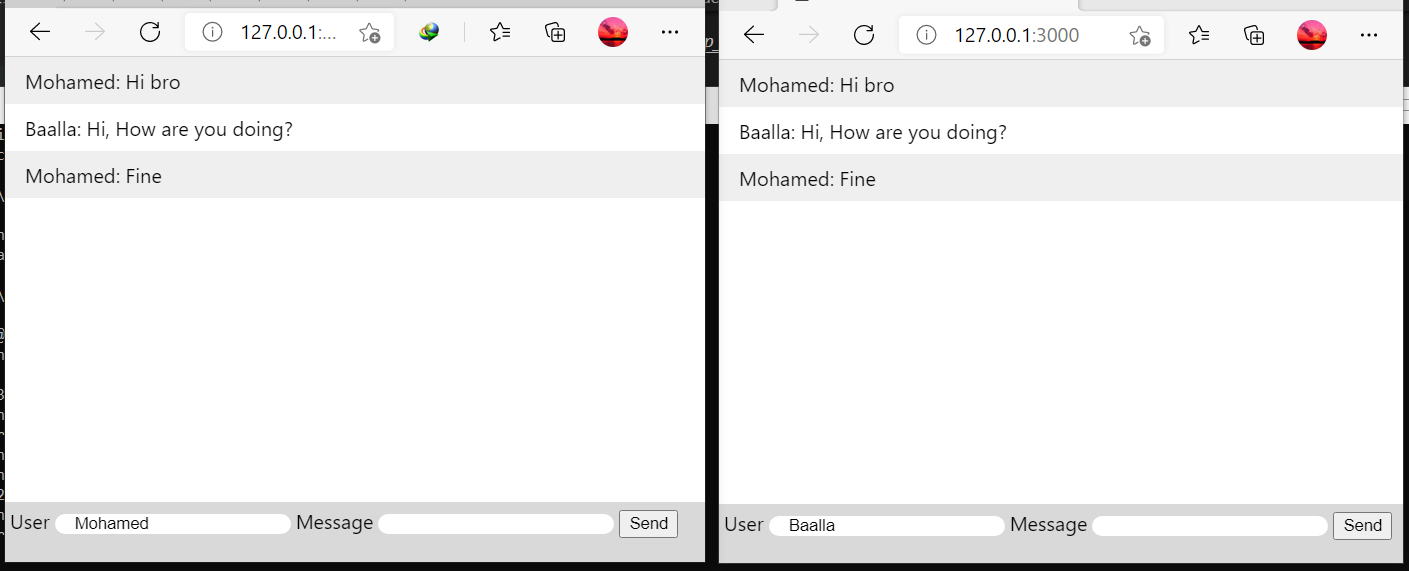 127.0.0.1:...
Mohamed: Hi bro
Baalla: Hi, How are you doing?
Mohamed: Fine
User Mohamed Message Send
127.0.0.1:3000
Mohamed: Hi bro
Baalla: Hi, How are you doing?
Mohamed: Fine
User Baalla Message Send